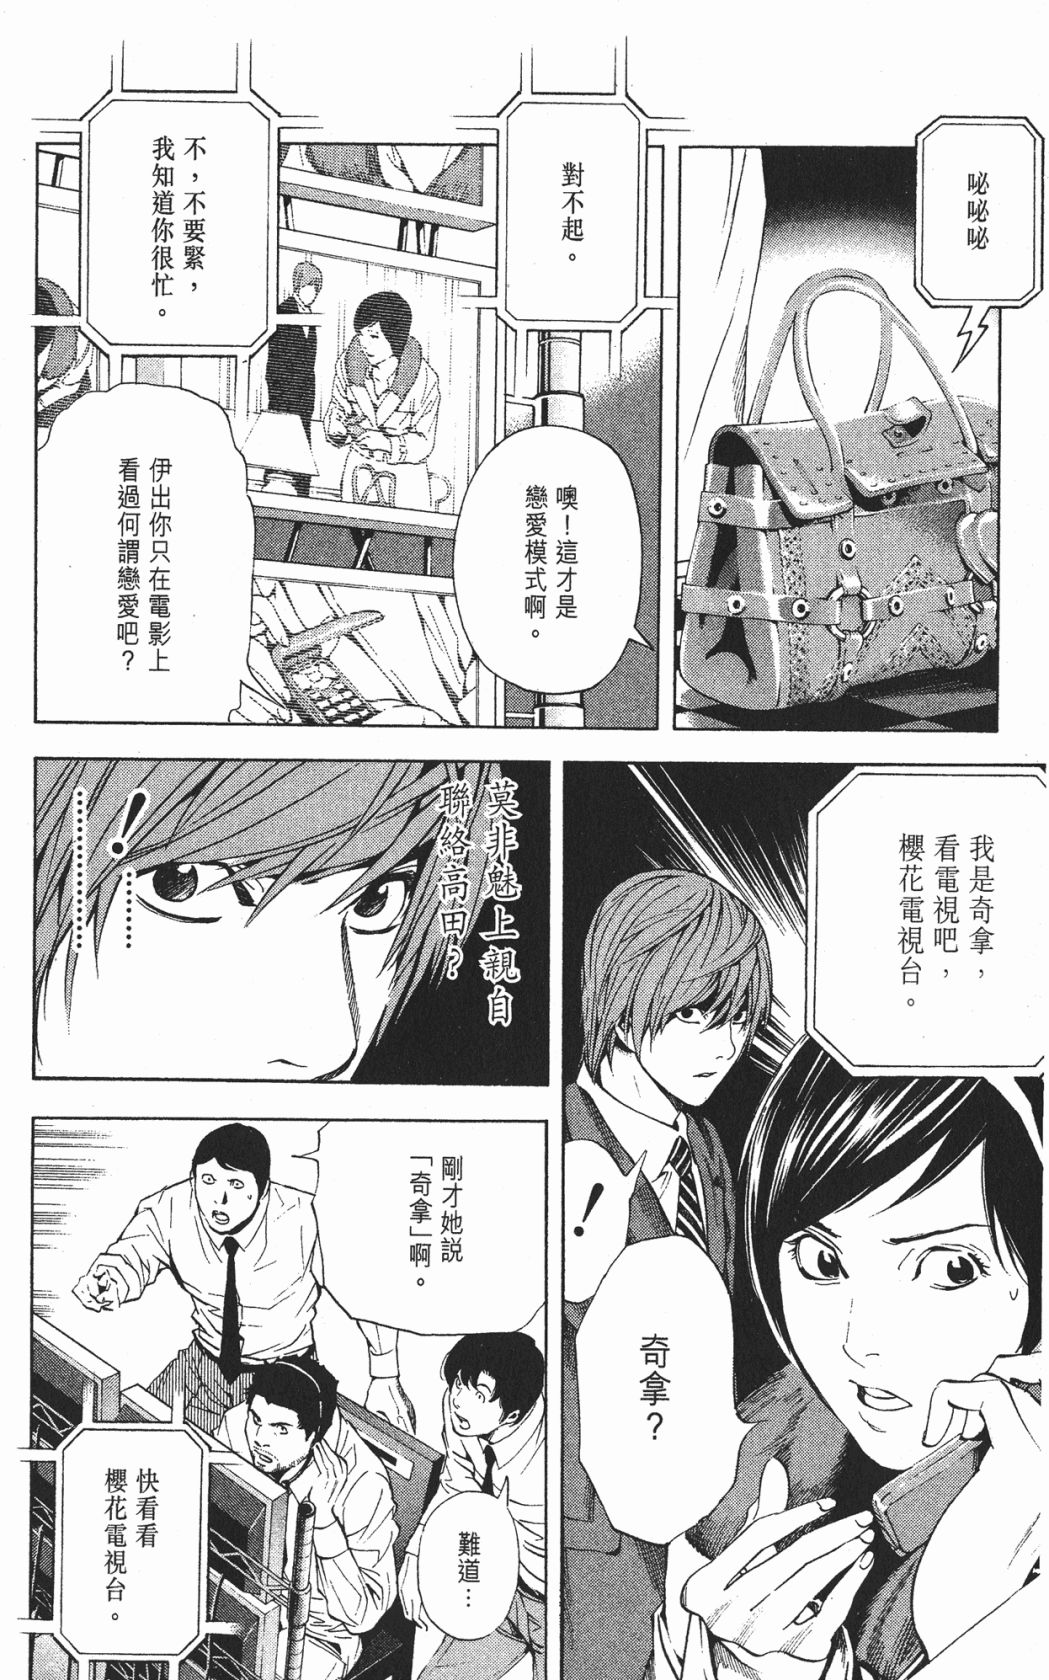 咇咇咇
對不起。
不，不要緊，
我知道你很忙。
噢！這才是
戀愛模式啊。
伊出你只在電影上
看過何謂戀愛吧？
我是奇拿，
看電視吧，
櫻花電視台。
！
奇拿？
莫非魅上親自
聯絡高田？
！…………
………………
剛才她說
「奇拿」啊。
難道…
快看看
櫻花電視台。